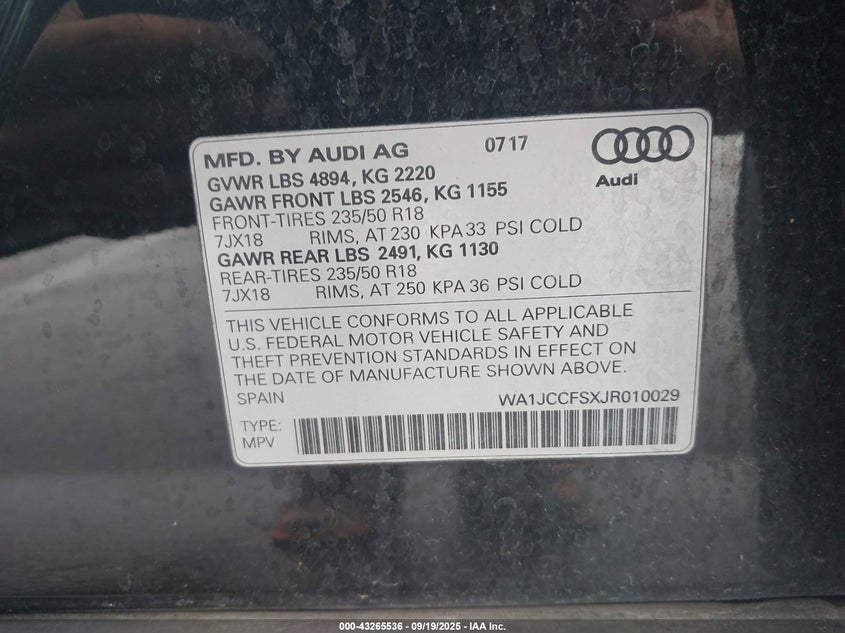 MFD. BY AUDI AG 07 17
GVWR LBS 4894, KG 2220
GAWR FRONT LBS 2546, KG 1155
Audi
FRONT-TIRES 235/50 R18
7JX18 RIMS, AT 230 KPA 33 PSI COLD
GAWR REAR LBS 2491, KG 1130
REAR-TIRES 235/50 R18
7JX18 RIMS, AT 250 KPA 36 PSI COLD
THIS VEHICLE CONFORMS TO ALL APPLICABLE
U.S. FEDERAL MOTOR VEHICLE SAFETY AND
THEFT PREVENTION STANDARDS IN EFFECT ON
THE DATE OF MANUFACTURE SHOWN ABOVE.
SPAIN WA1JCCFSXJR010029
TYPE:
MPV
000-43265536 - 09/19/2025 - IAA Inc.